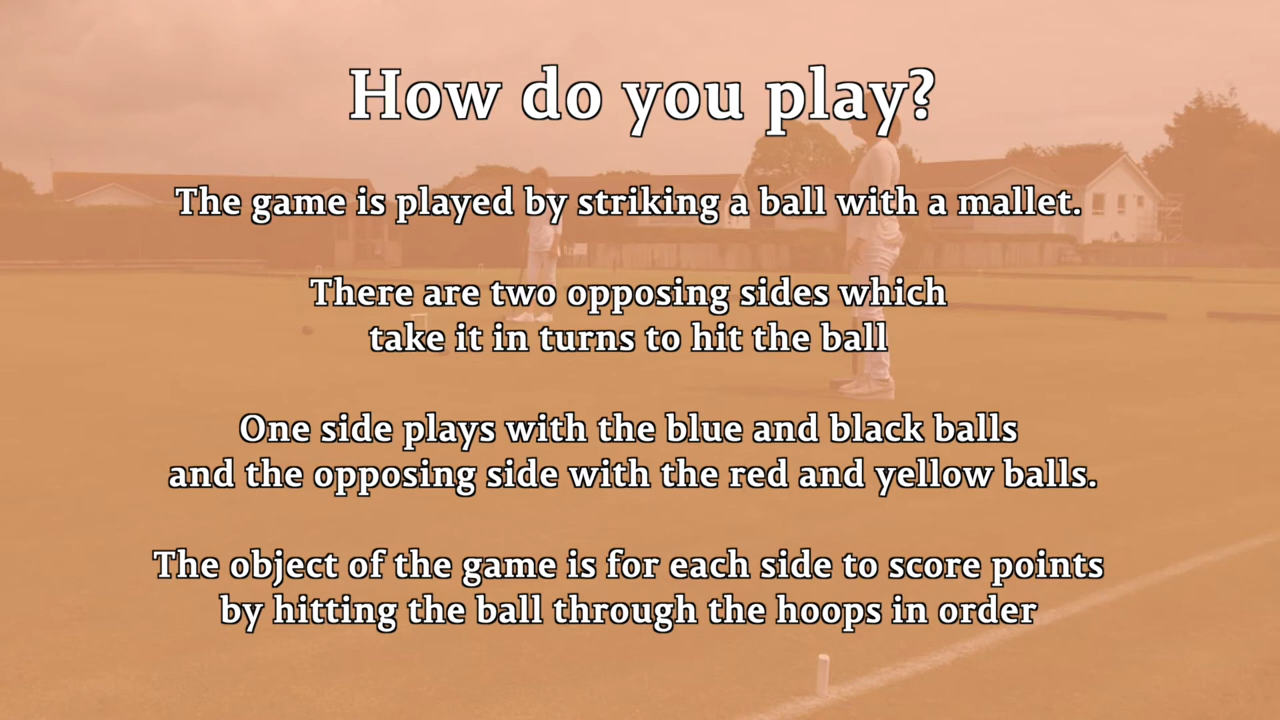 How do you play?
The game is played by striking a ball with a mallet.
There are two opposing sides which
take it in turns to hit the ball
One side plays with the blue and black balls
and the opposing side with the red and yellow balls.
The object of the game is for each side to score points
by hitting the ball through the hoops in order